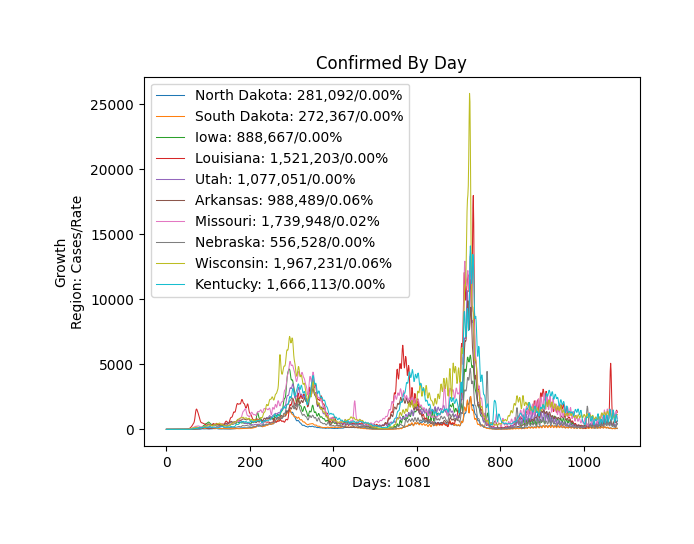 Confirmed By Day
25000
20000
15000
10000
5000
0
Growth
Region: Cases/Rate
North Dakota: 281,092/0.00%
South Dakota: 272,367/0.00%
Iowa: 888,667/0.00%
Louisiana: 1,521,203/0.00%
Utah: 1,077,051/0.00%
Arkansas: 988,489/0.06%
Missouri: 1,739,948/0.02%
Nebraska: 556,528/0.00%
Wisconsin: 1,967,231/0.06%
Kentucky: 1,666,113/0.00%
0 200 400 600 800 1000
Days: 1081